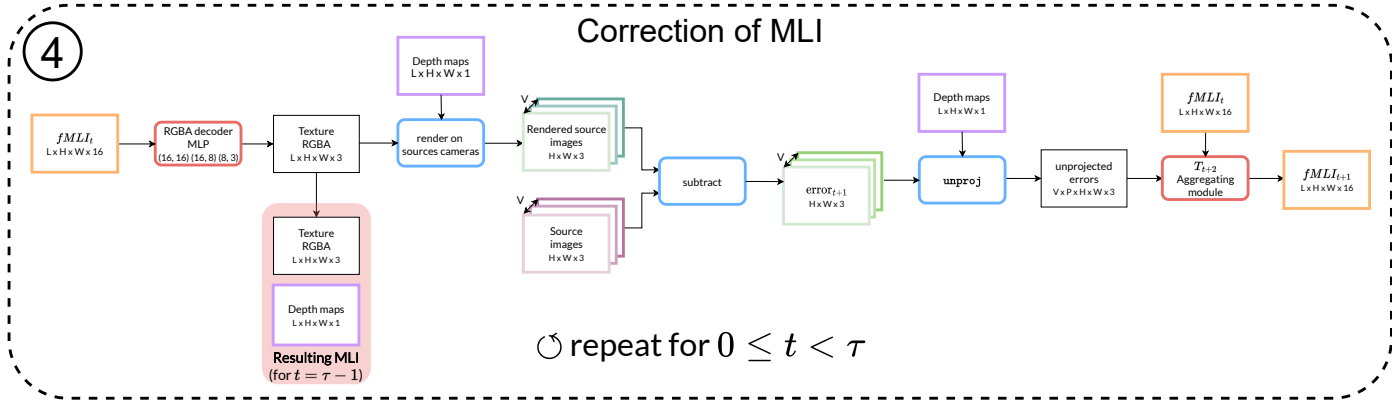 4
Correction of MLI
fMLI_t
L x H x W x 16
RGBA decoder
MLP
(16, 16) (16, 8) (8, 3)
Texture
RGBA
L x H x W x 3
Depth maps
L x H x W x 1
render on
sources cameras
V
Rendered source
images
H x W x 3
V
Source
images
H x W x 3
subtract
V
error_{t+1}
H x W x 3
Depth maps
L x H x W x 1
unproj
unprojected
errors
V x P x H x W x 3
fMLI_t
L x H x W x 16
T_{t+2}
Aggregating
module
fMLI_{t+1}
L x H x W x 16
Texture
RGBA
L x H x W x 3
Depth maps
L x H x W x 1
Resulting MLI
(for t = τ − 1)
repeat for 0 ≤ t < τ